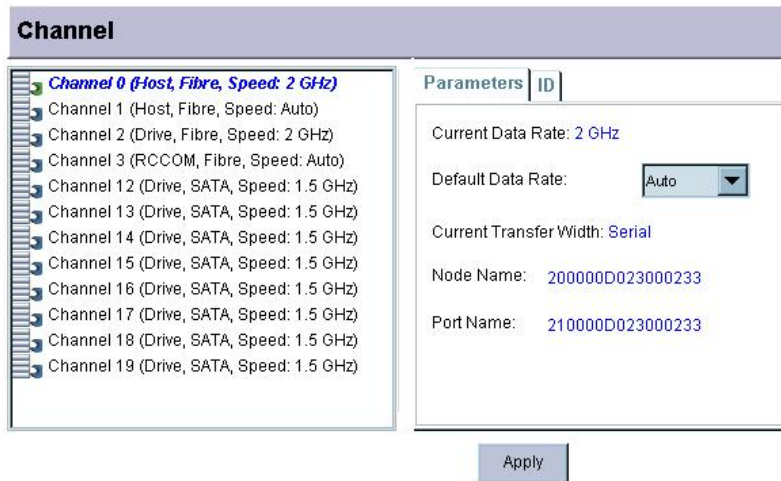 Channel
Channel 0 (Host, Fibre, Speed: 2 GHz)
Channel 1 (Host, Fibre, Speed: Auto)
Channel 2 (Drive, Fibre, Speed: 2 GHz)
Channel 3 (RCCOM, Fibre, Speed: Auto)
Channel 12 (Drive, SATA, Speed: 1.5 GHz)
Channel 13 (Drive, SATA, Speed: 1.5 GHz)
Channel 14 (Drive, SATA, Speed: 1.5 GHz)
Channel 15 (Drive, SATA, Speed: 1.5 GHz)
Channel 16 (Drive, SATA, Speed: 1.5 GHz)
Channel 17 (Drive, SATA, Speed: 1.5 GHz)
Channel 18 (Drive, SATA, Speed: 1.5 GHz)
Channel 19 (Drive, SATA, Speed: 1.5 GHz)
Parameters ID
Current Data Rate: 2 GHz
Default Data Rate: Auto
Current Transfer Width: Serial
Node Name: 200000D023000233
Port Name: 210000D023000233
Apply